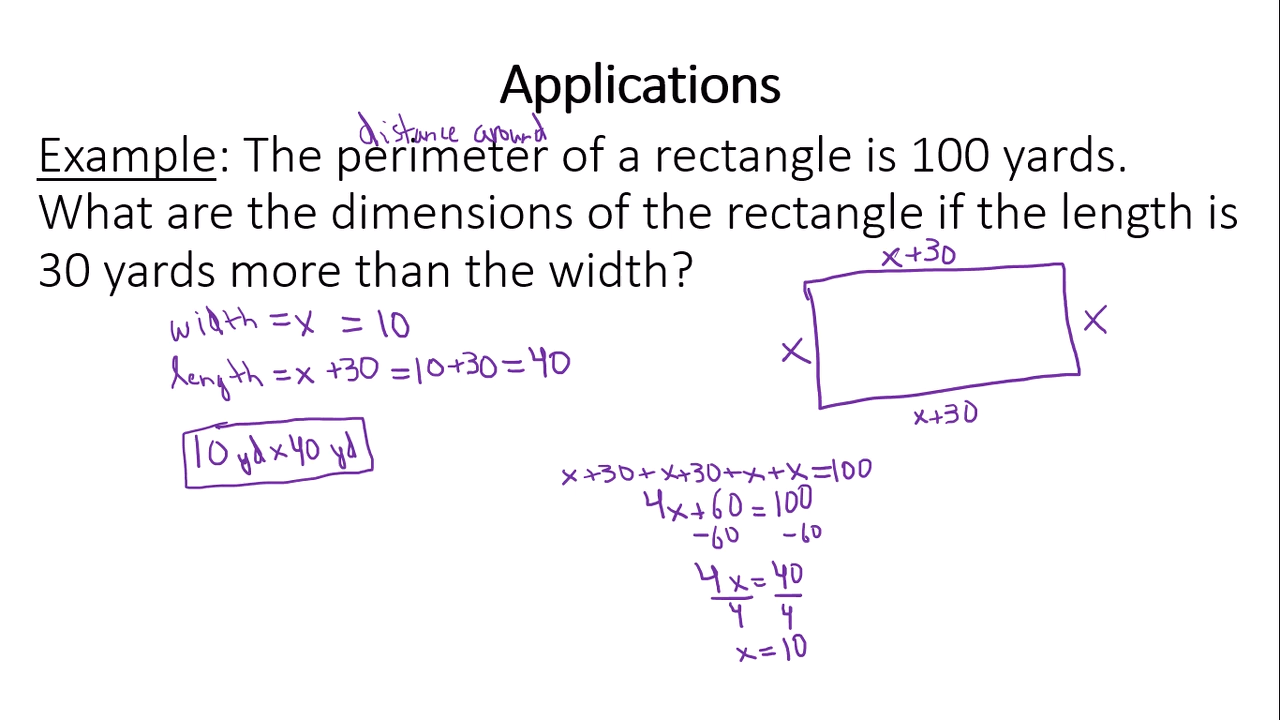 Applications
distance around
Example: The perimeter of a rectangle is 100 yards.
What are the dimensions of the rectangle if the length is
30 yards more than the width?
x+30
width = x = 10
x
x
length = x +30 = 10+30 = 40
x+30
10 yd x 40 yd
x+30+x+30+x+x=100
4x+60=100
-60 -60
4x=40
4 4
x=10